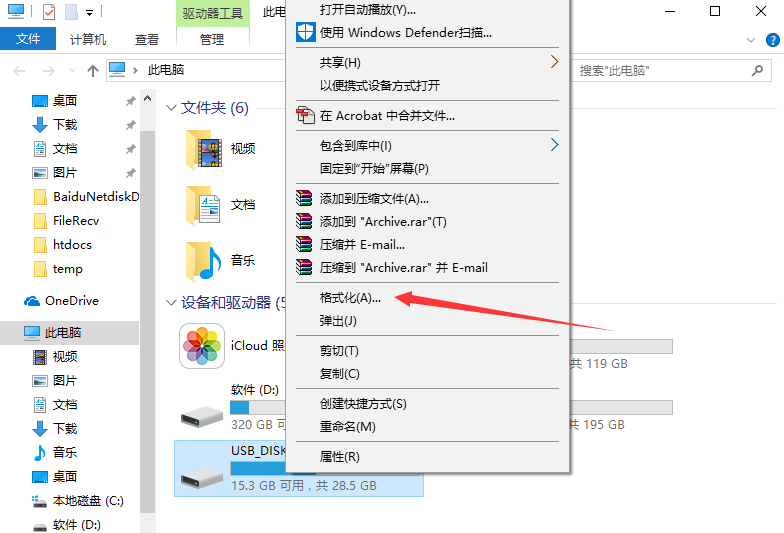 驱动器工具
此电
文件
计算机
查看
管理
此电脑
搜索"此电脑"
桌面
下载
文档
图片
BaiduNetdiskD
FileRecv
htdocs
temp
OneDrive
此电脑
视频
图片
文档
下载
音乐
桌面
本地磁盘 (C:)
软件 (D:)
文件夹 (6)
视频
文档
音乐
设备和驱动器 (5
iCloud 照
共 119 GB
软件 (D:)
320 GB 可
共 195 GB
USB_DISK
15.3 GB 可用，共 28.5 GB
打开自动播放(Y)...
使用 Windows Defender扫描...
共享(H)
以便携式设备方式打开
在 Acrobat 中合并文件...
包含到库中(I)
固定到"开始"屏幕(P)
添加到压缩文件(A)...
添加到 "Archive.rar"(T)
压缩并 E-mail...
压缩到 "Archive.rar" 并 E-mail
格式化(A)...
弹出(J)
剪切(T)
复制(C)
创建快捷方式(S)
重命名(M)
属性(R)